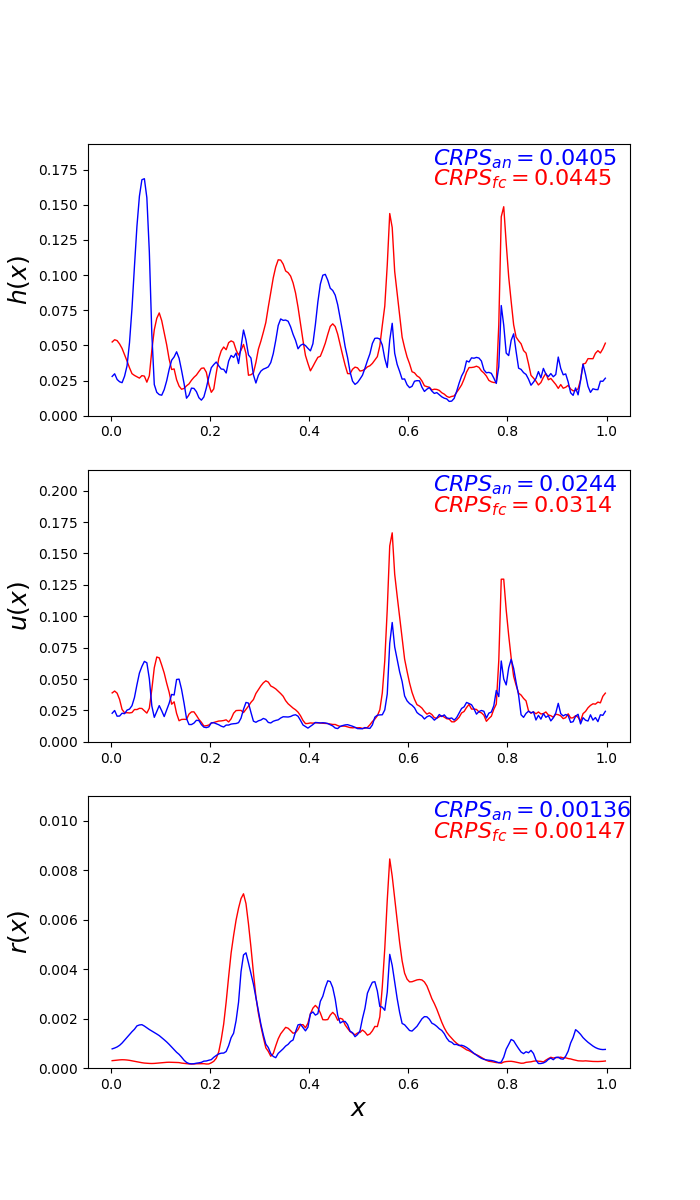 CRPS_an = 0.0405
CRPS_fc = 0.0445
h(x)
0.175
0.150
0.125
0.100
0.075
0.050
0.025
0.000
0.0 0.2 0.4 0.6 0.8 1.0
CRPS_an = 0.0244
CRPS_fc = 0.0314
u(x)
0.200
0.175
0.150
0.125
0.100
0.075
0.050
0.025
0.000
0.0 0.2 0.4 0.6 0.8 1.0
CRPS_an = 0.00136
CRPS_fc = 0.00147
r(x)
0.010
0.008
0.006
0.004
0.002
0.000
0.0 0.2 0.4 0.6 0.8 1.0
x